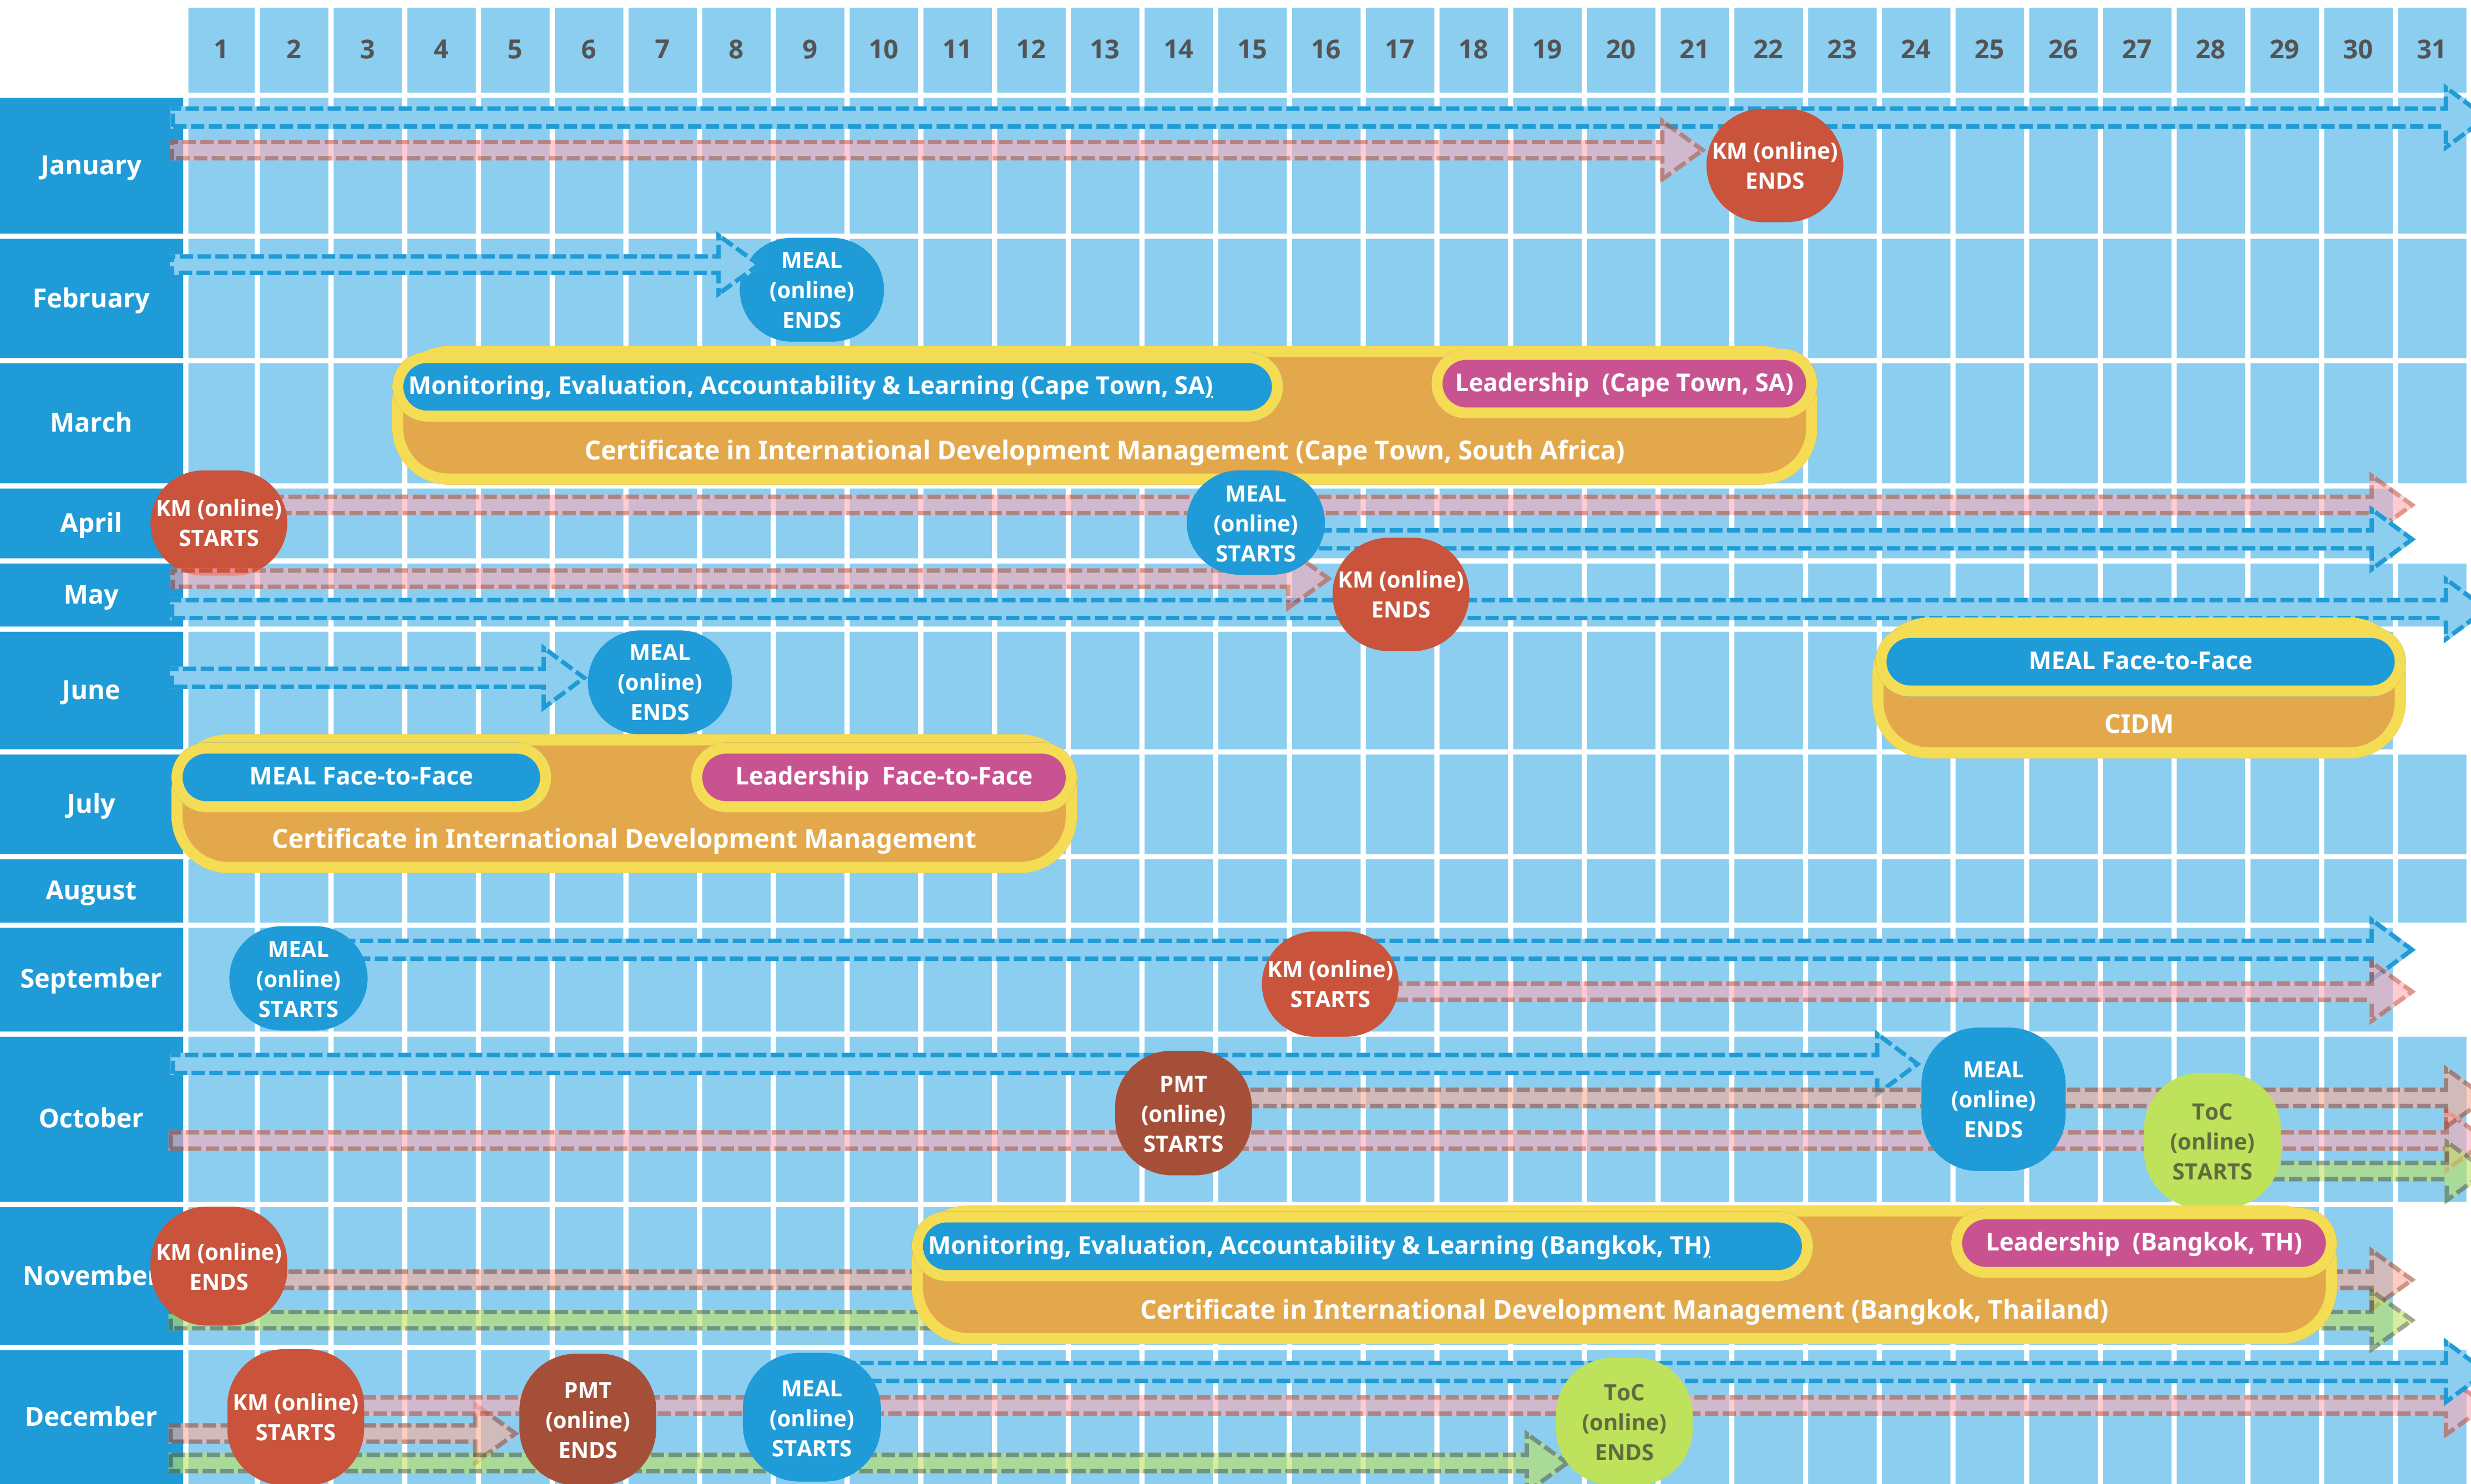 1 2 3 4 5 6 7 8 9 10 11 12 13 14 15 16 17 18 19 20 21 22 23 24 25 26 27 28 29 30 31
January
KM (online)
ENDS
February
MEAL
(online)
ENDS
March
Monitoring, Evaluation, Accountability & Learning (Cape Town, SA)
Leadership (Cape Town, SA)
Certificate in International Development Management (Cape Town, South Africa)
April
KM (online)
STARTS
MEAL
(online)
STARTS
May
KM (online)
ENDS
June
MEAL
(online)
ENDS
MEAL Face-to-Face
CIDM
July
MEAL Face-to-Face
Leadership Face-to-Face
Certificate in International Development Management
August
September
MEAL
(online)
STARTS
KM (online)
STARTS
October
PMT
(online)
STARTS
MEAL
(online)
ENDS
ToC
(online)
STARTS
November
KM (online)
ENDS
Monitoring, Evaluation, Accountability & Learning (Bangkok, TH)
Leadership (Bangkok, TH)
Certificate in International Development Management (Bangkok, Thailand)
December
KM (online)
STARTS
PMT
(online)
ENDS
MEAL
(online)
STARTS
ToC
(online)
ENDS